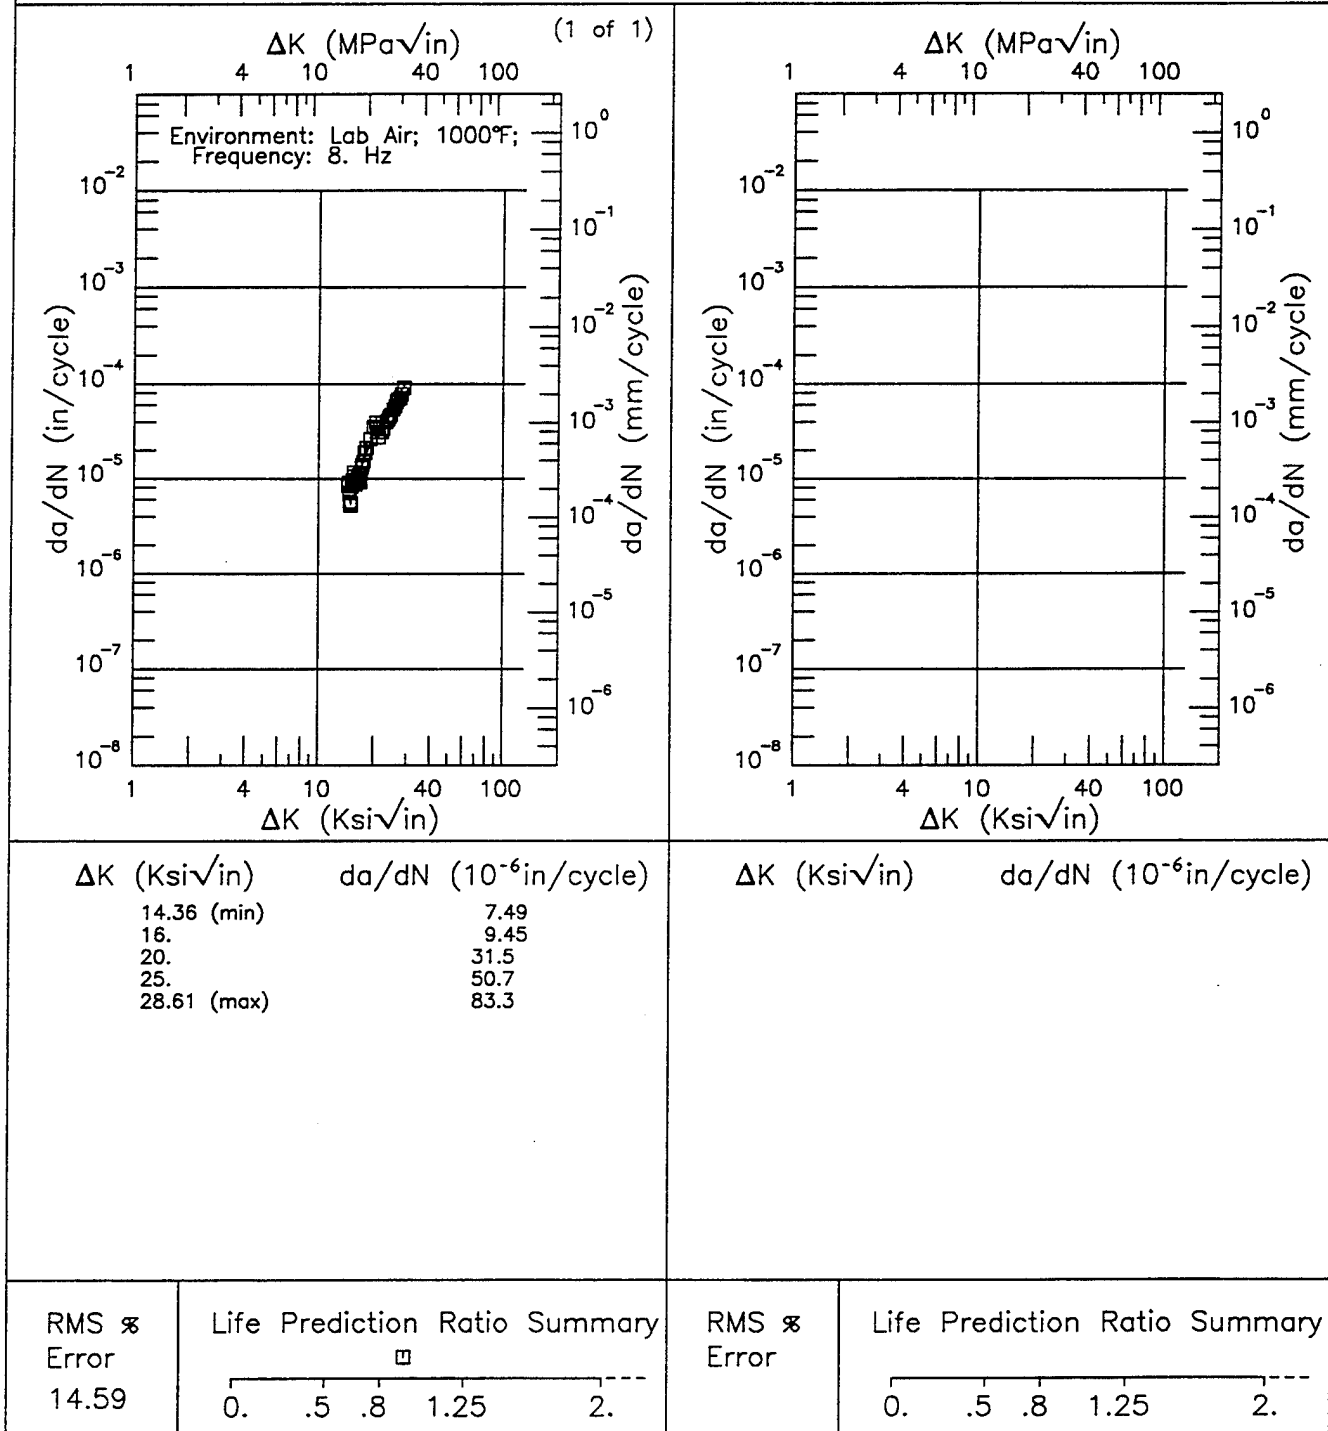 (1 of 1)
ΔK (MPa√in)
1 4 10 40 100
Environment: Lab Air; 1000°F;
Frequency: 8. Hz
da/dN (in/cycle)
10⁻²
10⁻³
10⁻⁴
10⁻⁵
10⁻⁶
10⁻⁷
10⁻⁸
10⁰
10⁻¹
10⁻²
10⁻³
10⁻⁴
10⁻⁵
10⁻⁶
da/dN (mm/cycle)
1 4 10 40 100
ΔK (Ksi√in)
ΔK (MPa√in)
1 4 10 40 100
da/dN (in/cycle)
10⁻²
10⁻³
10⁻⁴
10⁻⁵
10⁻⁶
10⁻⁷
10⁻⁸
10⁰
10⁻¹
10⁻²
10⁻³
10⁻⁴
10⁻⁵
10⁻⁶
da/dN (mm/cycle)
1 4 10 40 100
ΔK (Ksi√in)
ΔK (Ksi√in) da/dN (10⁻⁶in/cycle)
14.36 (min) 7.49
16. 9.45
20. 31.5
25. 50.7
28.61 (max) 83.3
ΔK (Ksi√in) da/dN (10⁻⁶in/cycle)
RMS %
Error
14.59
Life Prediction Ratio Summary
0. .5 .8 1.25 2.
RMS %
Error
Life Prediction Ratio Summary
0. .5 .8 1.25 2.